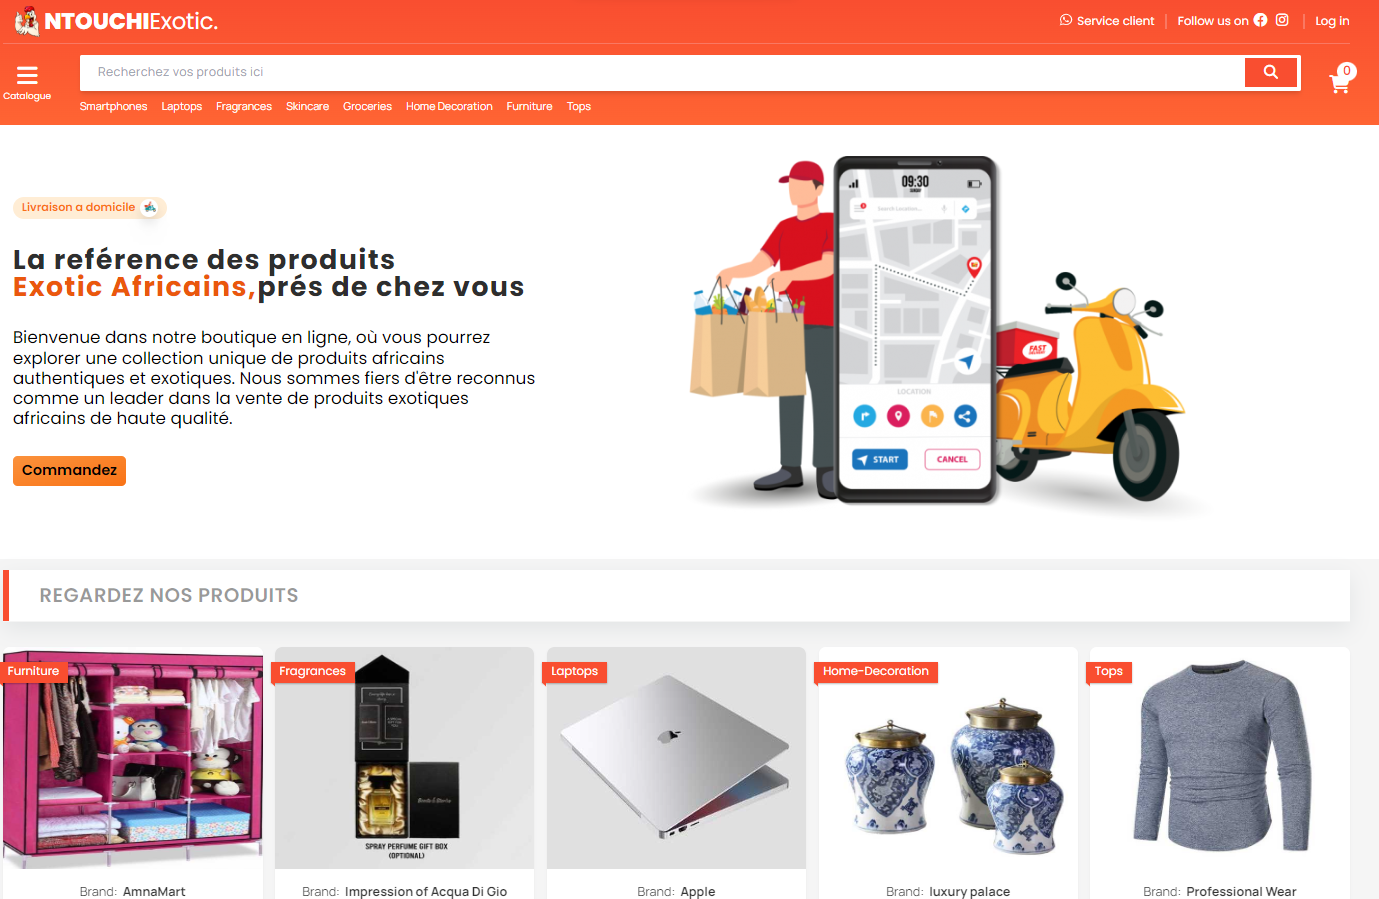 NTOUCHIExotic.
Service client
Follow us on
Log in
Catalogue
Recherchez vos produits ici
0
Smartphones Laptops Fragrances Skincare Groceries Home Decoration Furniture Tops
Livraison a domicile
La reférence des produits
Exotic Africains,prés de chez vous
Bienvenue dans notre boutique en ligne, où vous pourrez
explorer une collection unique de produits africains
authentiques et exotiques. Nous sommes fiers d'être reconnus
comme un leader dans la vente de produits exotiques
africains de haute qualité.
Commandez
09:30
SUNDAY
Search Location...
FAST
LOCATION
START
CANCEL
REGARDEZ NOS PRODUITS
Furniture
Fragrances
Laptops
Home-Decoration
Tops
SPRAY PERFUME GIFT BOX
(OPTIONAL)
Brand: AmnaMart
Brand: Impression of Acqua Di Gio
Brand: Apple
Brand: luxury palace
Brand: Professional Wear